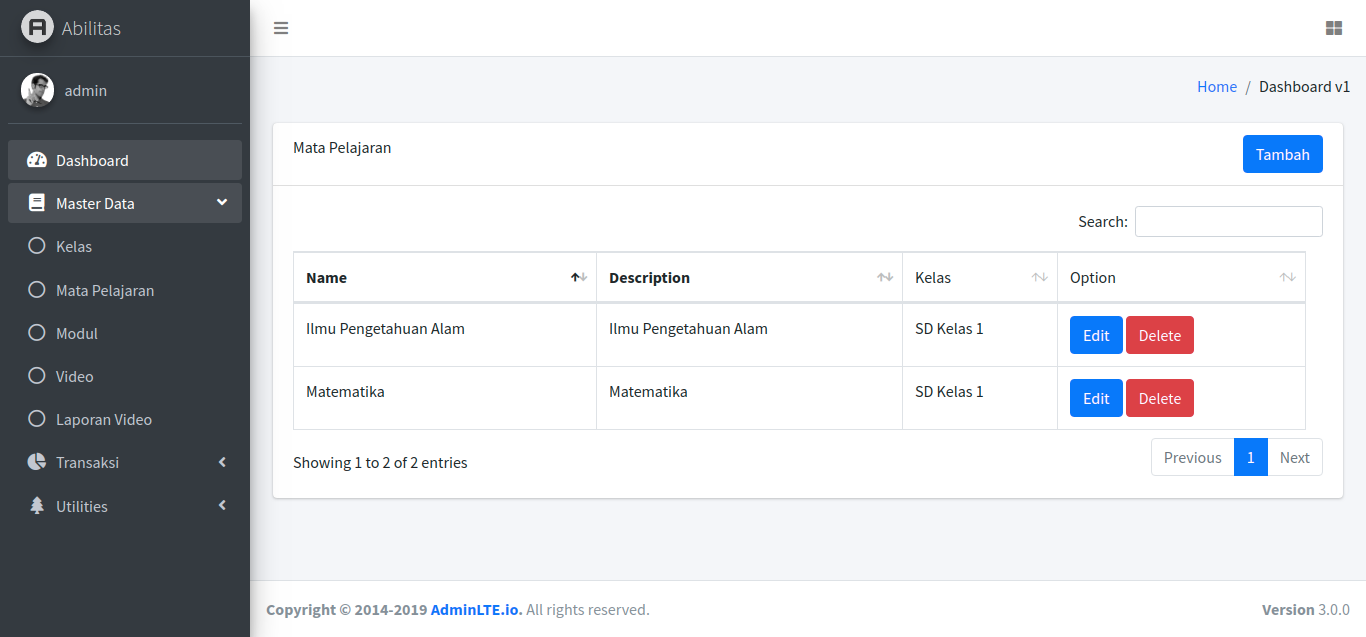 Abilitas
admin
Dashboard
Master Data
Kelas
Mata Pelajaran
Modul
Video
Laporan Video
Transaksi
Utilities
Home / Dashboard v1
Mata Pelajaran
Tambah
Search:
Name Description Kelas Option
Ilmu Pengetahuan Alam Ilmu Pengetahuan Alam SD Kelas 1 Edit Delete
Matematika Matematika SD Kelas 1 Edit Delete
Showing 1 to 2 of 2 entries
Previous 1 Next
Copyright © 2014-2019 AdminLTE.io. All rights reserved.
Version 3.0.0